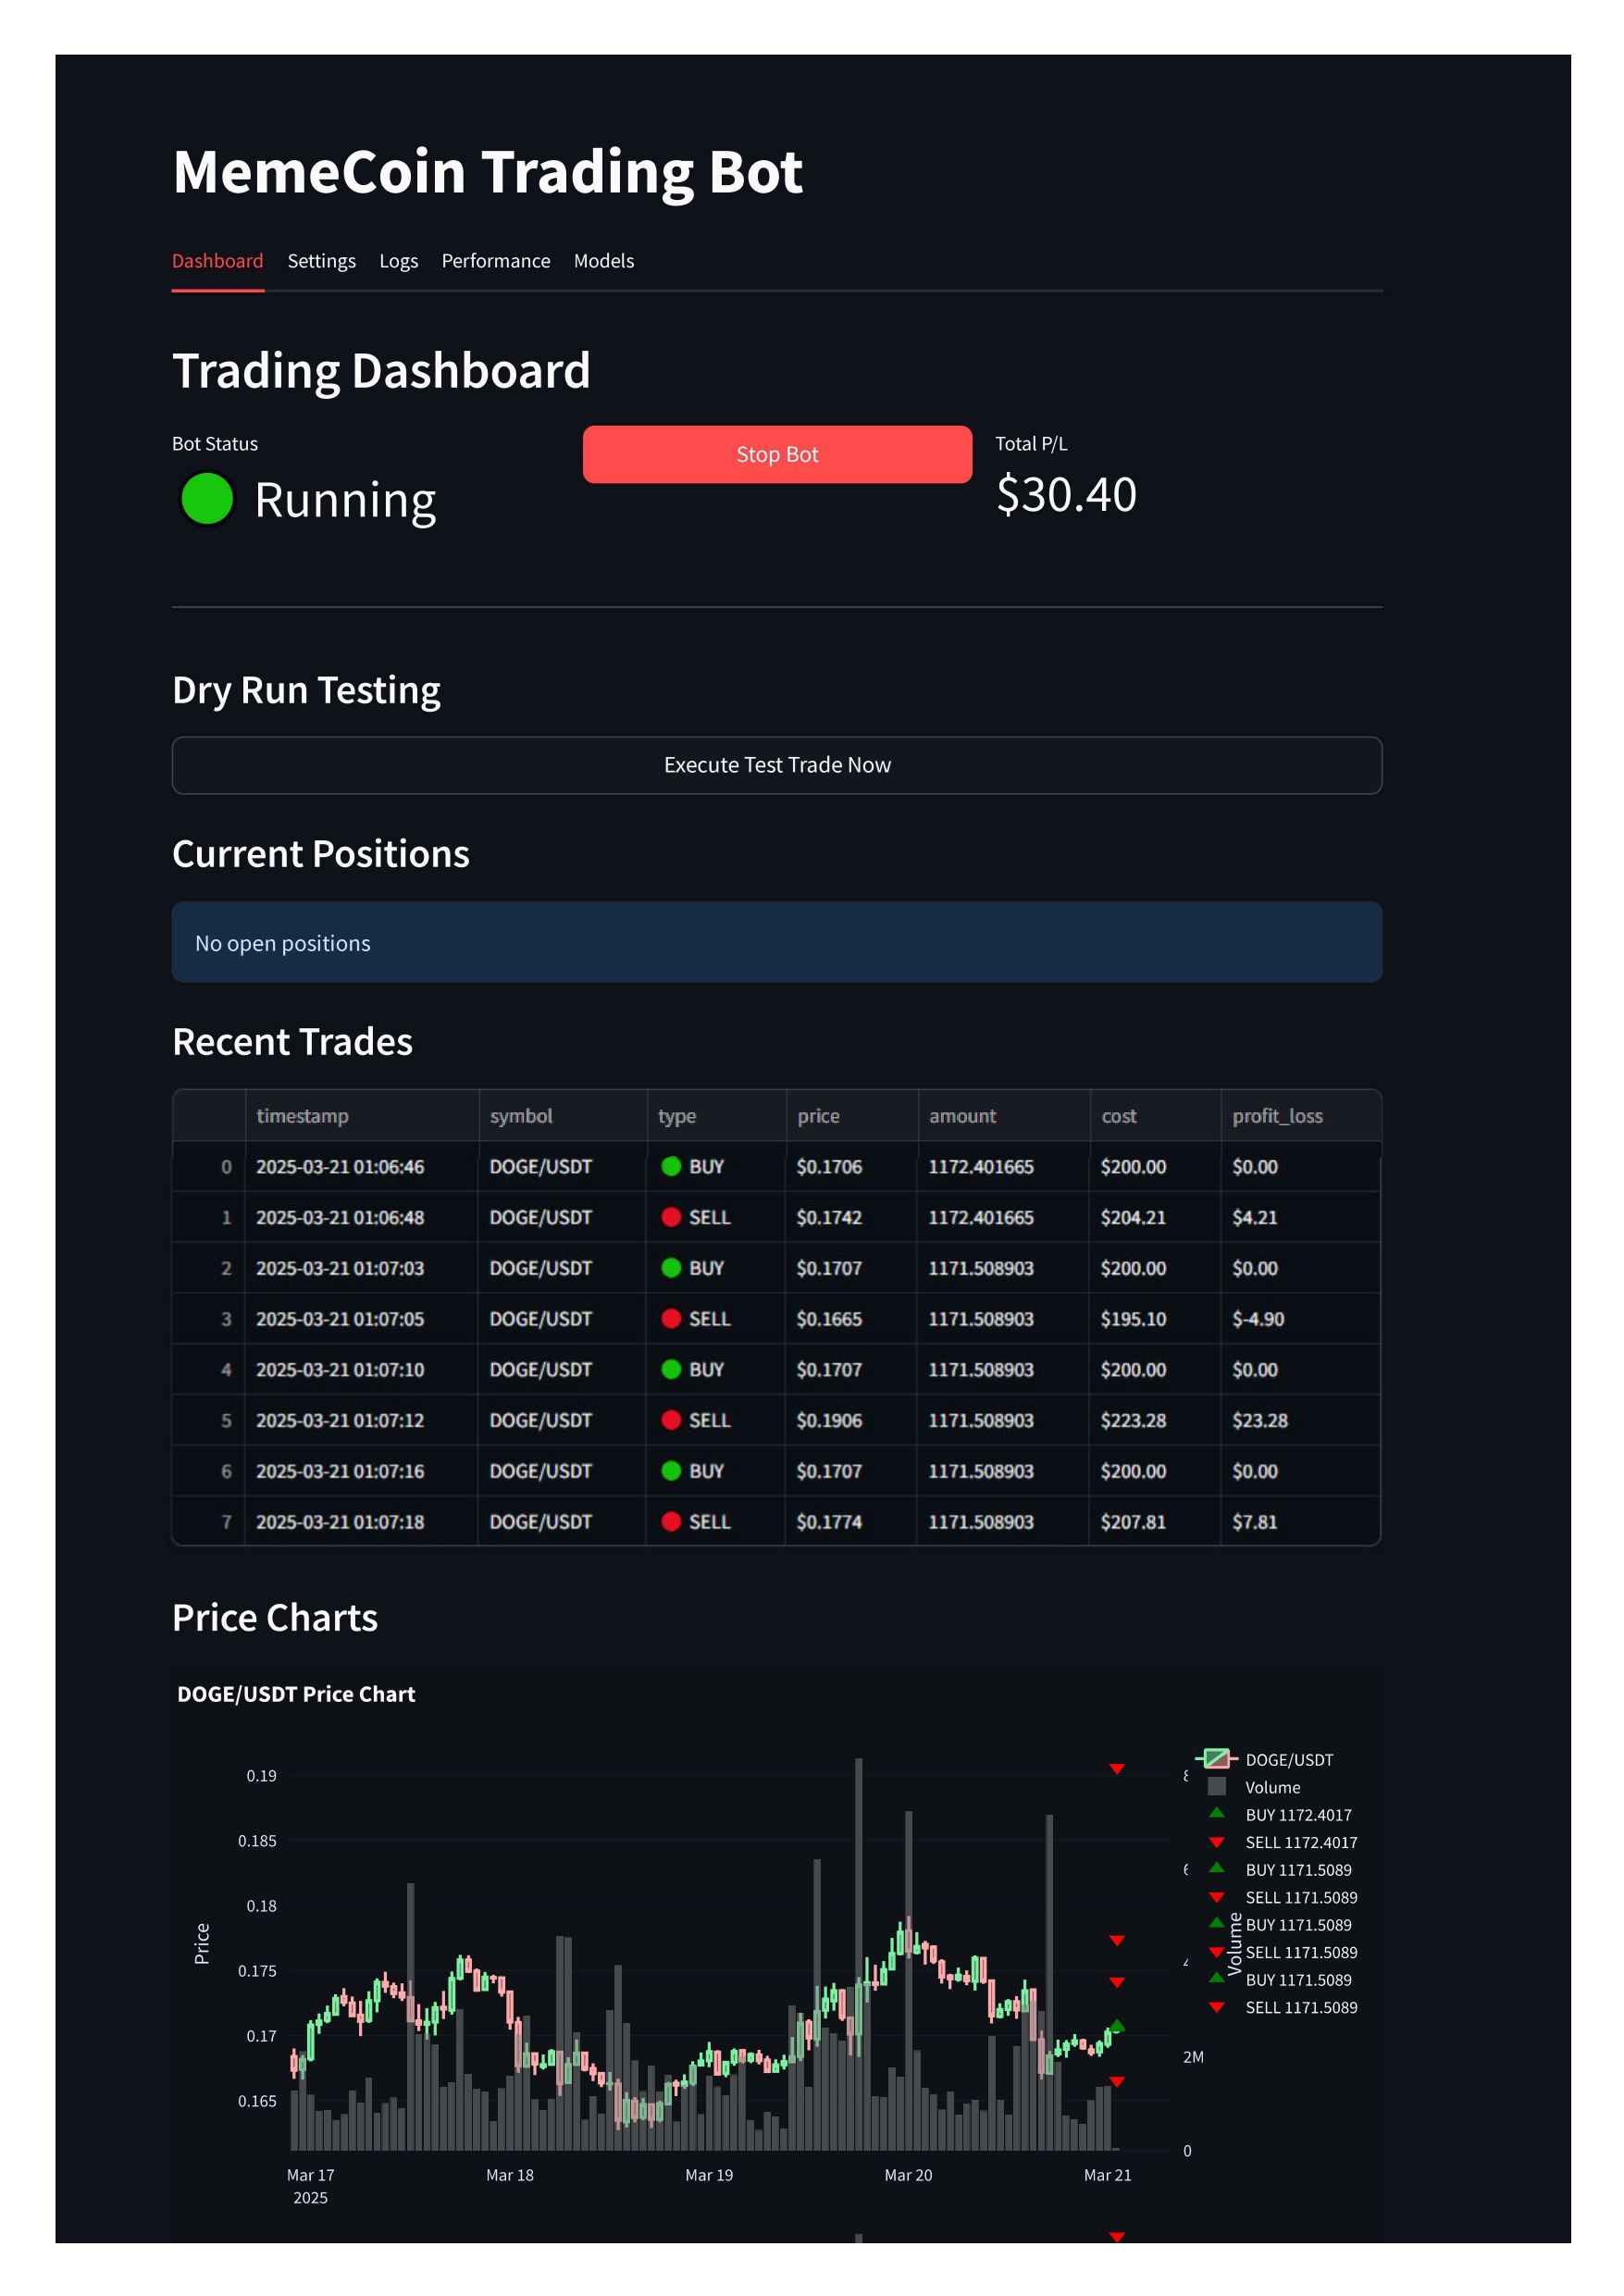 MemeCoin Trading Bot
Dashboard Settings Logs Performance Models
Trading Dashboard
Bot Status
Running
Stop Bot
Total P/L
$30.40
Dry Run Testing
Execute Test Trade Now
Current Positions
No open positions
Recent Trades
timestamp symbol type price amount cost profit_loss
0 2025-03-21 01:06:46 DOGE/USDT BUY $0.1706 1172.401665 $200.00 $0.00
1 2025-03-21 01:06:48 DOGE/USDT SELL $0.1742 1172.401665 $204.21 $4.21
2 2025-03-21 01:07:03 DOGE/USDT BUY $0.1707 1171.508903 $200.00 $0.00
3 2025-03-21 01:07:05 DOGE/USDT SELL $0.1665 1171.508903 $195.10 $-4.90
4 2025-03-21 01:07:10 DOGE/USDT BUY $0.1707 1171.508903 $200.00 $0.00
5 2025-03-21 01:07:12 DOGE/USDT SELL $0.1906 1171.508903 $223.28 $23.28
6 2025-03-21 01:07:16 DOGE/USDT BUY $0.1707 1171.508903 $200.00 $0.00
7 2025-03-21 01:07:18 DOGE/USDT SELL $0.1774 1171.508903 $207.81 $7.81
Price Charts
DOGE/USDT Price Chart
Price
0.19
0.185
0.18
0.175
0.17
0.165
Mar 17
2025
Mar 18
Mar 19
Mar 20
Mar 21
2M
0
Volume
DOGE/USDT
Volume
BUY 1172.4017
SELL 1172.4017
BUY 1171.5089
SELL 1171.5089
BUY 1171.5089
SELL 1171.5089
BUY 1171.5089
SELL 1171.5089